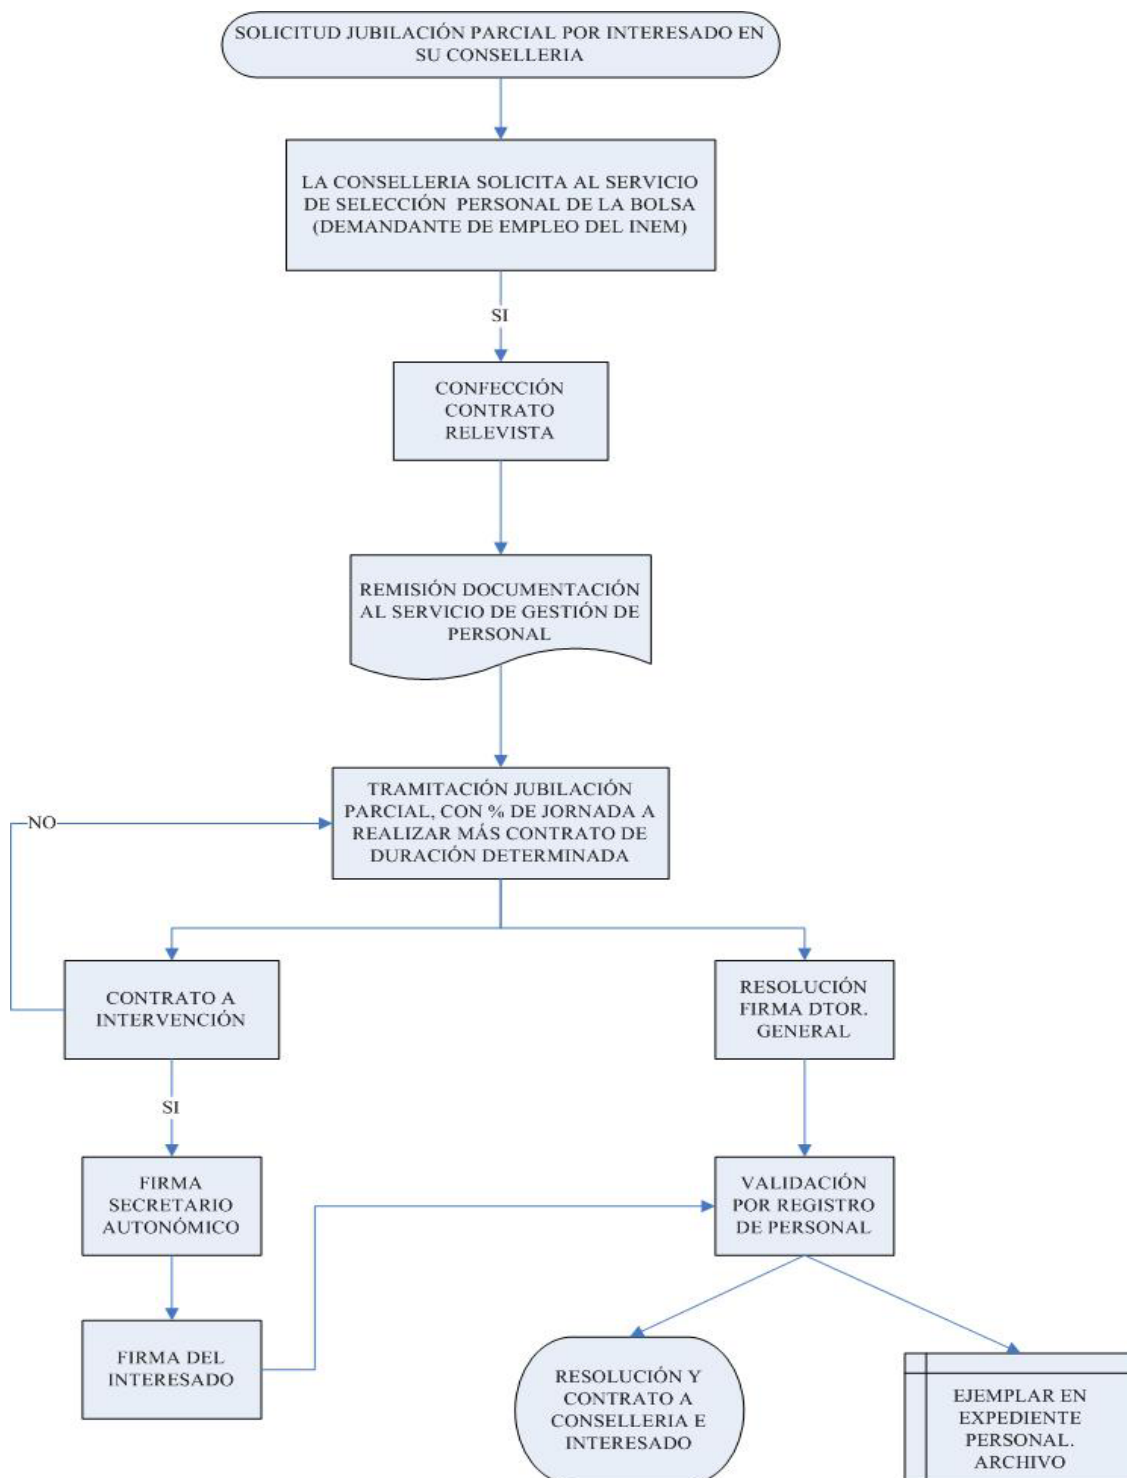 SOLICITUD JUBILACIÓN PARCIAL POR INTERESADO EN
SU CONSELLERIA
LA CONSELLERIA SOLICITA AL SERVICIO
DE SELECCIÓN PERSONAL DE LA BOLSA
(DEMANDANTE DE EMPLEO DEL INEM)
SI
CONFECCIÓN
CONTRATO
RELEVISTA
REMISIÓN DOCUMENTACIÓN
AL SERVICIO DE GESTIÓN DE
PERSONAL
TRAMITACIÓN JUBILACIÓN
PARCIAL, CON % DE JORNADA A
REALIZAR MÁS CONTRATO DE
DURACIÓN DETERMINADA
NO
CONTRATO A
INTERVENCIÓN
RESOLUCIÓN
FIRMA DTOR.
GENERAL
SI
FIRMA
SECRETARIO
AUTONÓMICO
VALIDACIÓN
POR REGISTRO
DE PERSONAL
FIRMA DEL
INTERESADO
RESOLUCIÓN Y
CONTRATO A
CONSELLERIA E
INTERESADO
EJEMPLAR EN
EXPEDIENTE
PERSONAL.
ARCHIVO